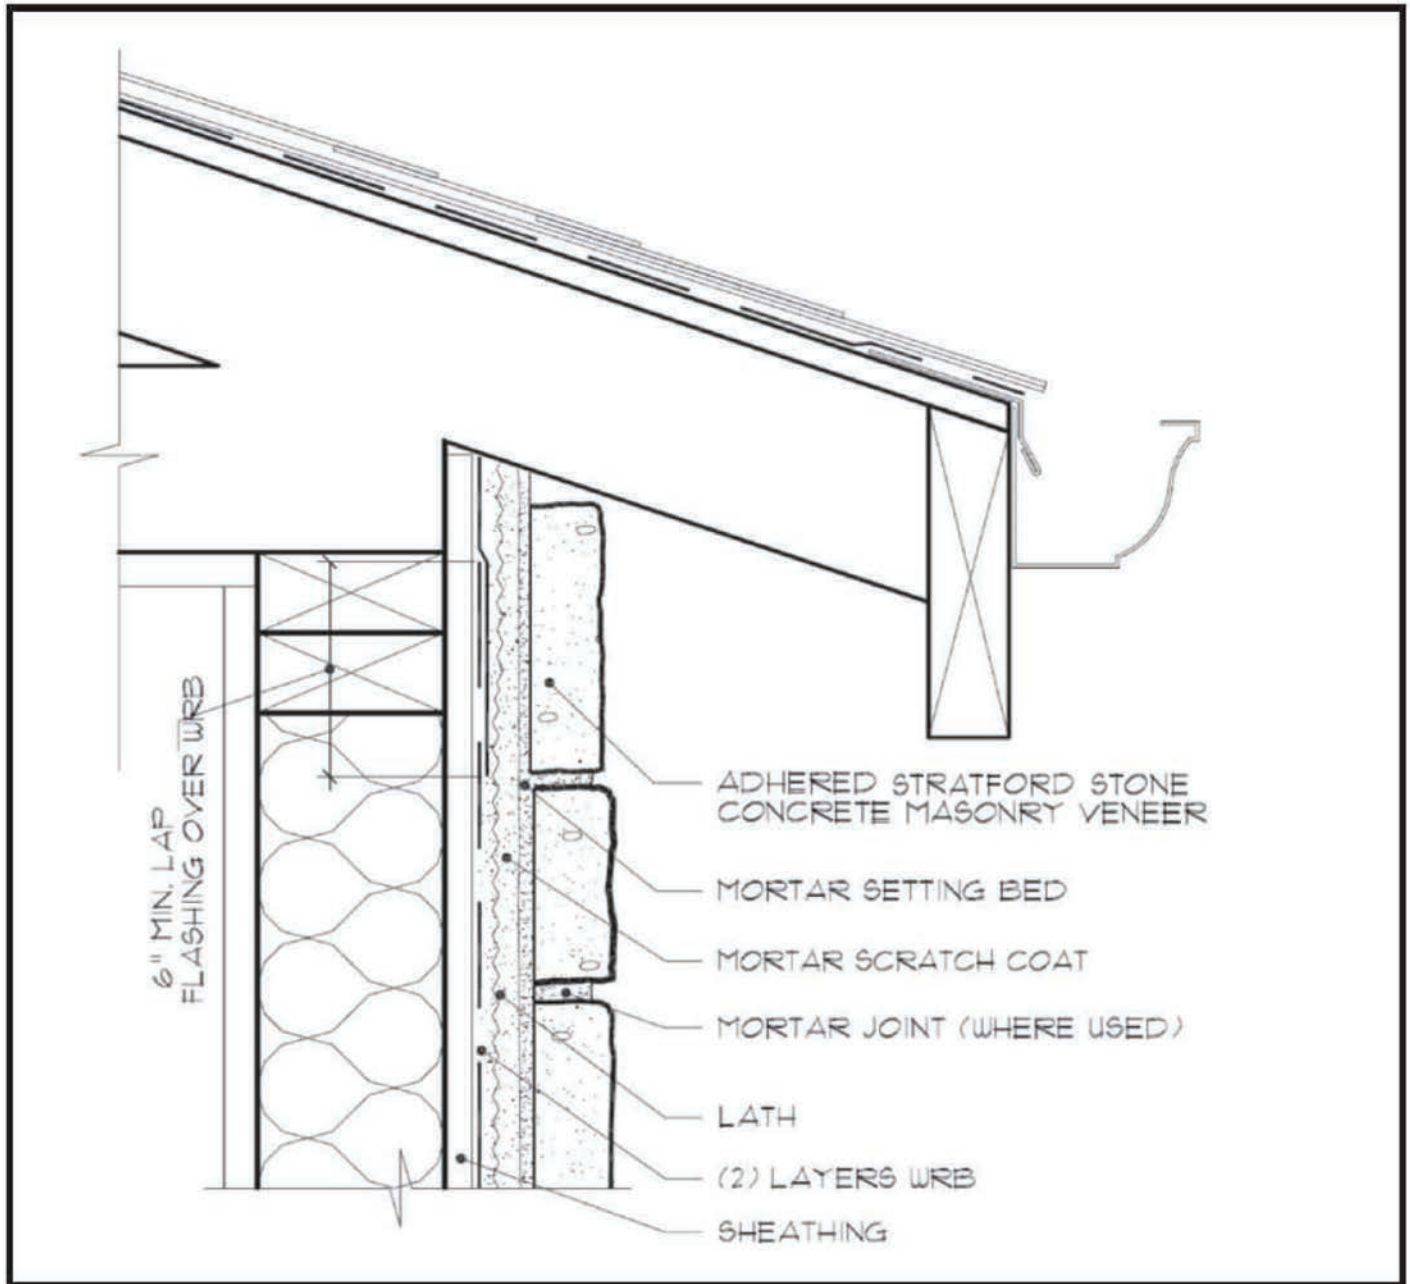 6" MIN. LAP
FLASHING OVER WRB
ADHERED STRATFORD STONE
CONCRETE MASONRY VENEER
MORTAR SETTING BED
MORTAR SCRATCH COAT
MORTAR JOINT (WHERE USED)
LATH
(2) LAYERS WRB
SHEATHING